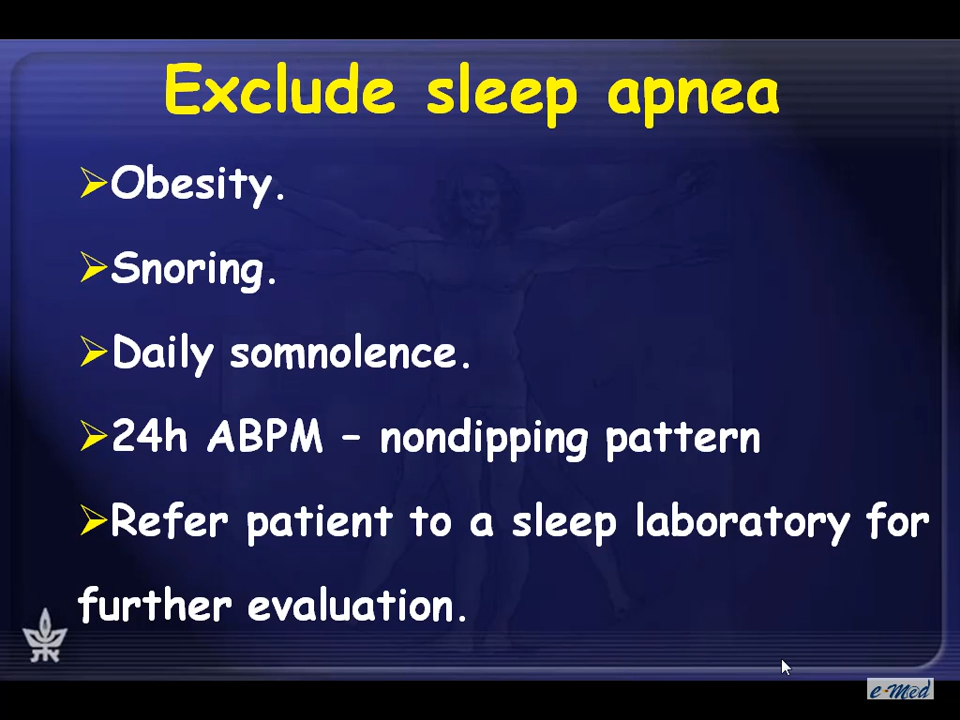 Exclude sleep apnea
➢Obesity.
➢Snoring.
➢Daily somnolence.
➢24h ABPM – nondipping pattern
➢Refer patient to a sleep laboratory for
further evaluation.
e-Med